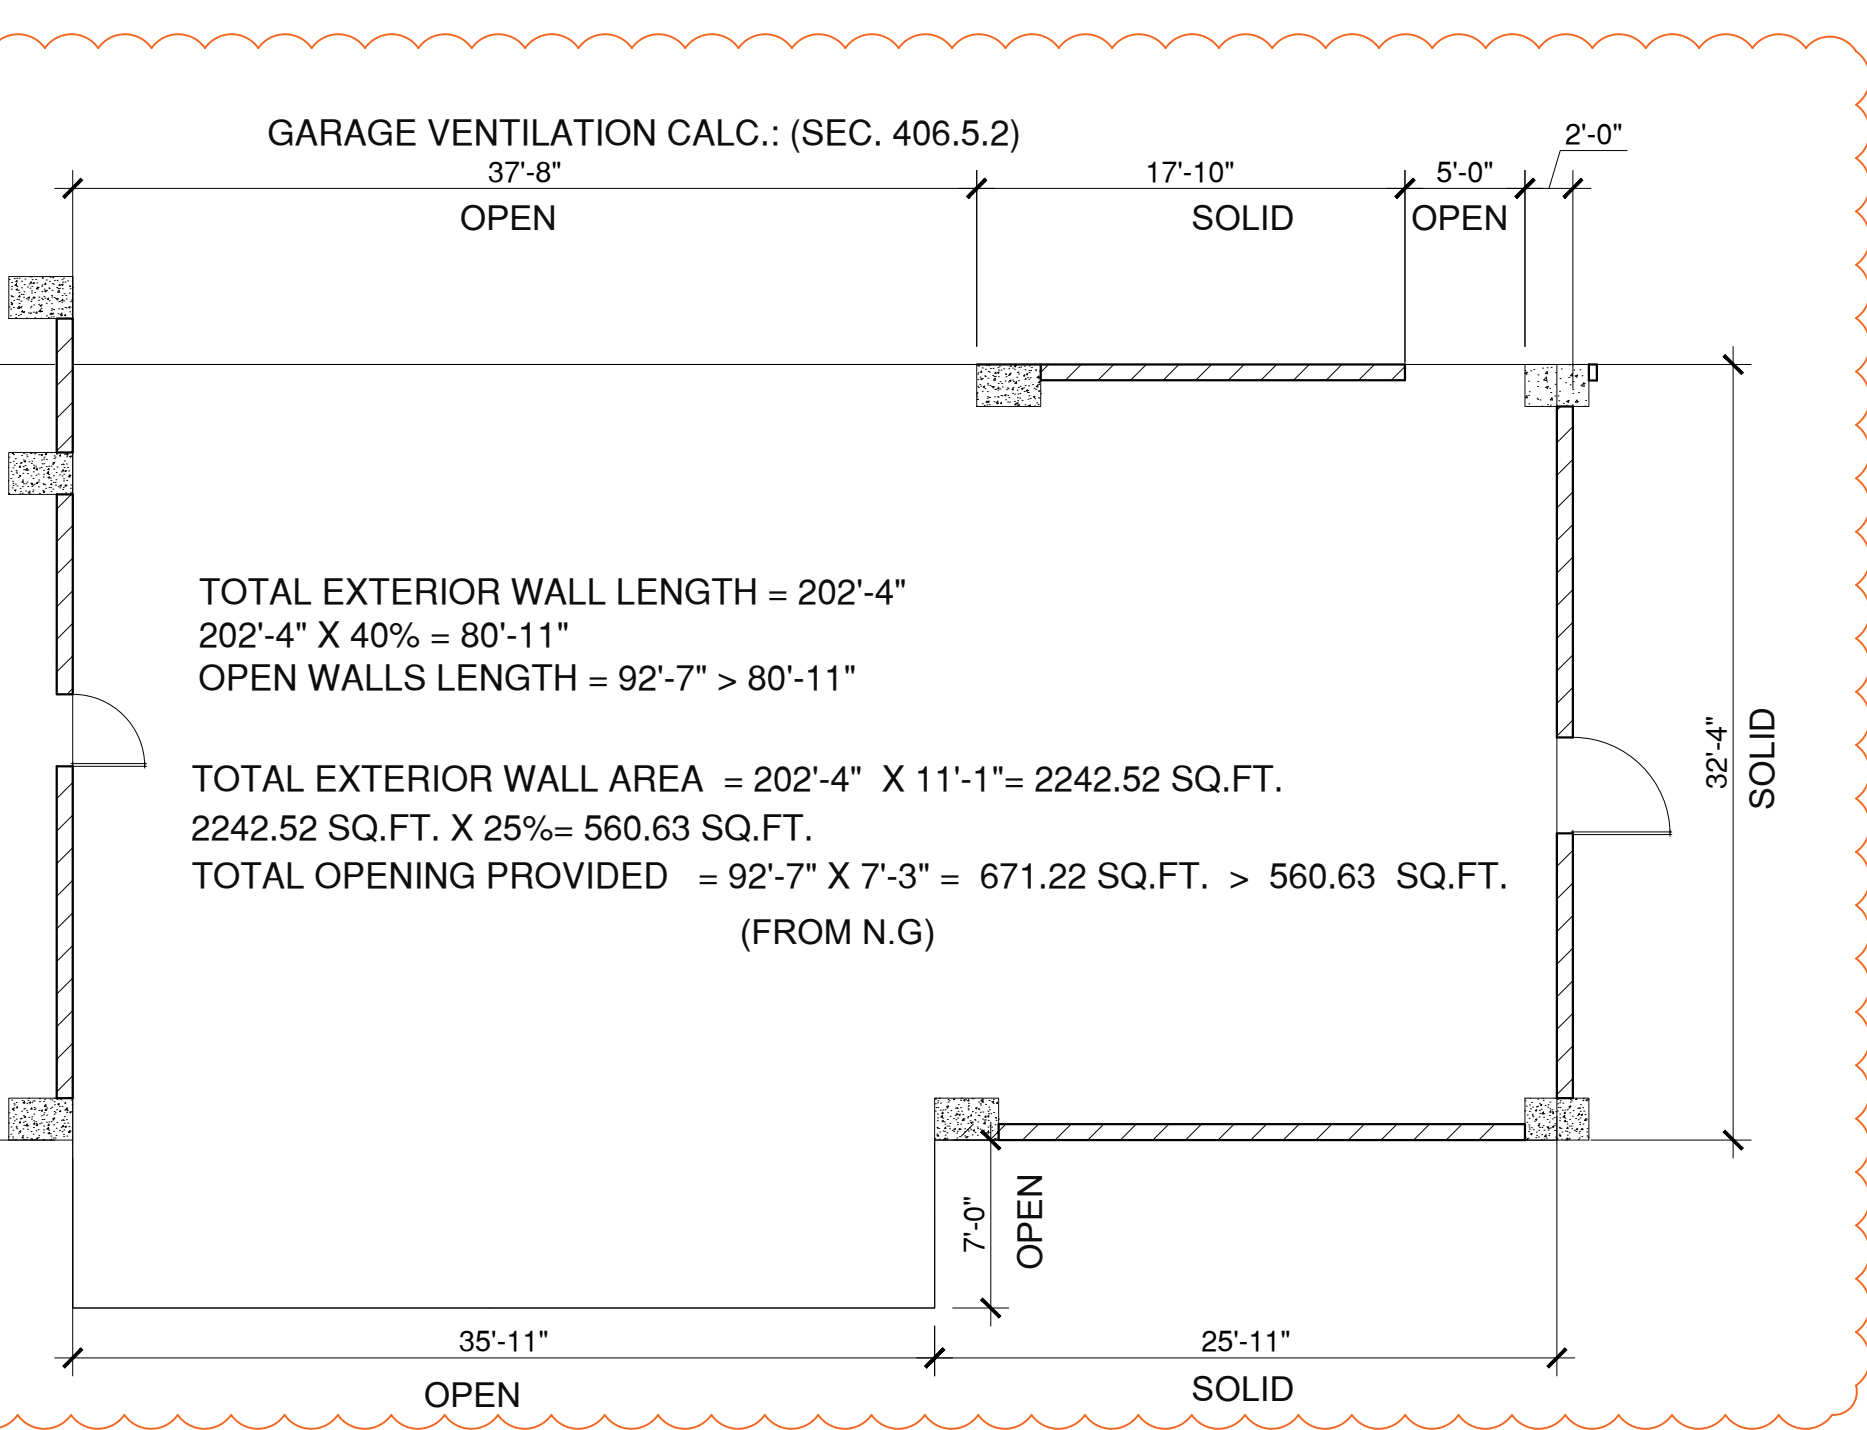 GARAGE VENTILATION CALC.: (SEC. 406.5.2)
2'-0"
37'-8"
17'-10"
5'-0"
OPEN
SOLID
OPEN
TOTAL EXTERIOR WALL LENGTH = 202'-4"
202'-4" X 40% = 80'-11"
OPEN WALLS LENGTH = 92'-7" > 80'-11"
32'-4"
SOLID
TOTAL EXTERIOR WALL AREA = 202'-4" X 11'-1"= 2242.52 SQ.FT.
2242.52 SQ.FT. X 25%= 560.63 SQ.FT.
TOTAL OPENING PROVIDED = 92'-7" X 7'-3" = 671.22 SQ.FT. > 560.63 SQ.FT.
(FROM N.G)
7'-0"
OPEN
35'-11"
25'-11"
OPEN
SOLID